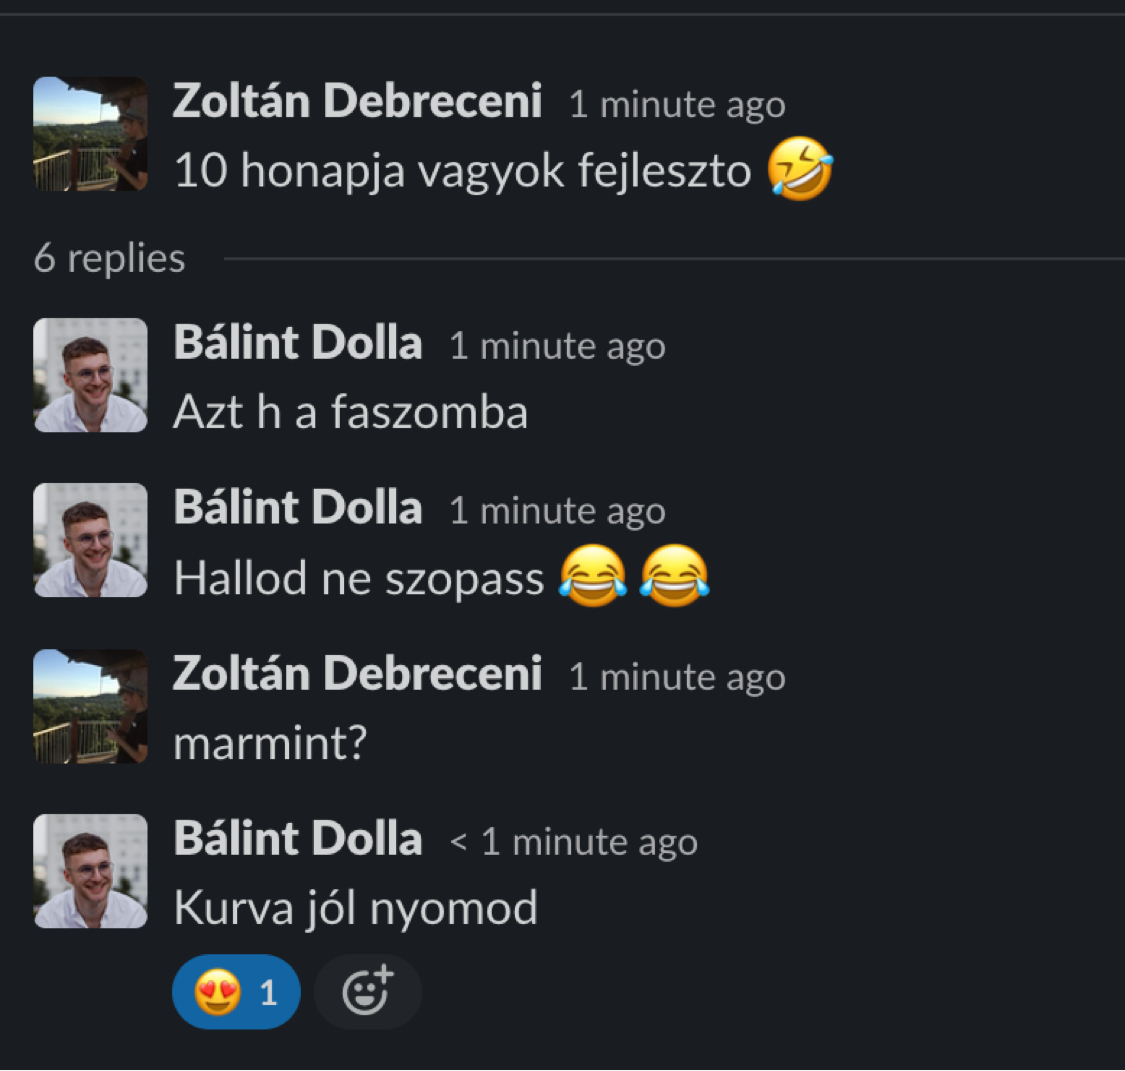 Zoltán Debreceni 1 minute ago
10 honapja vagyok fejleszto 🤣
6 replies
Bálint Dolla 1 minute ago
Azt h a faszomba
Bálint Dolla 1 minute ago
Hallod ne szopass 😂 😂
Zoltán Debreceni 1 minute ago
marmint?
Bálint Dolla < 1 minute ago
Kurva jól nyomod
😍 1